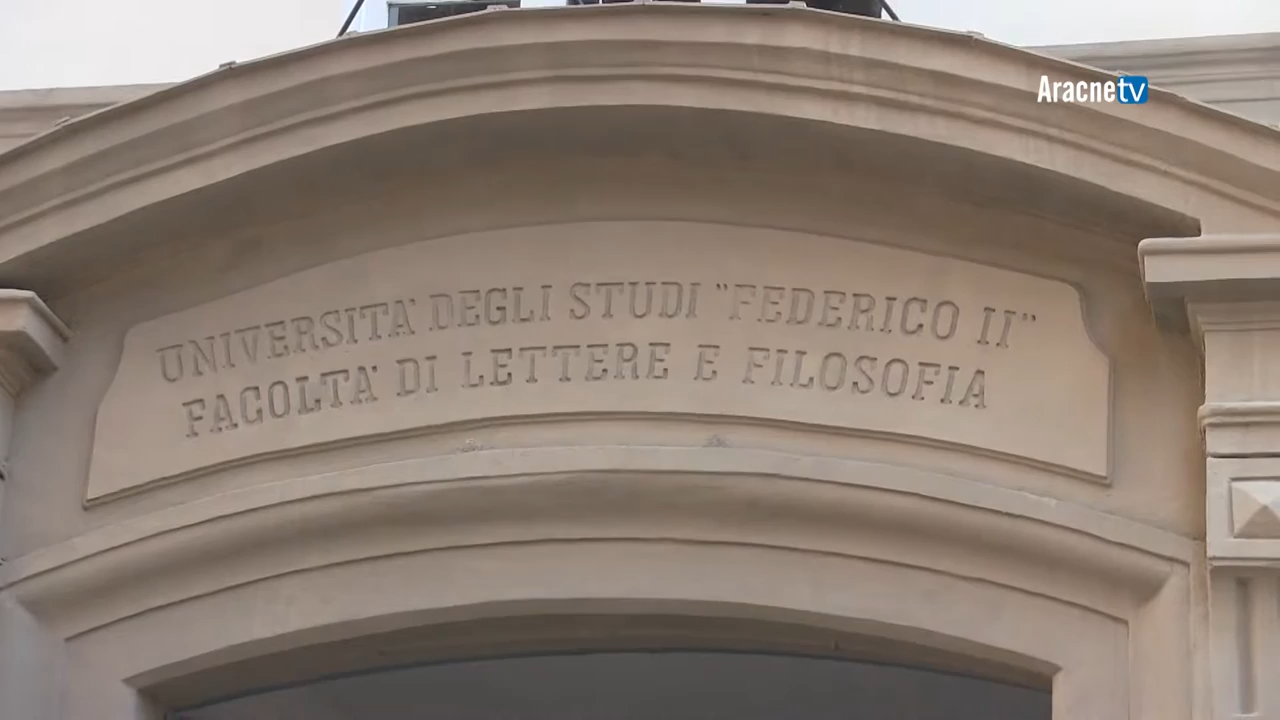 Aracnetv
UNIVERSITA' DEGLI STUDI "FEDERICO II"
FACOLTA' DI LETTERE E FILOSOFIA